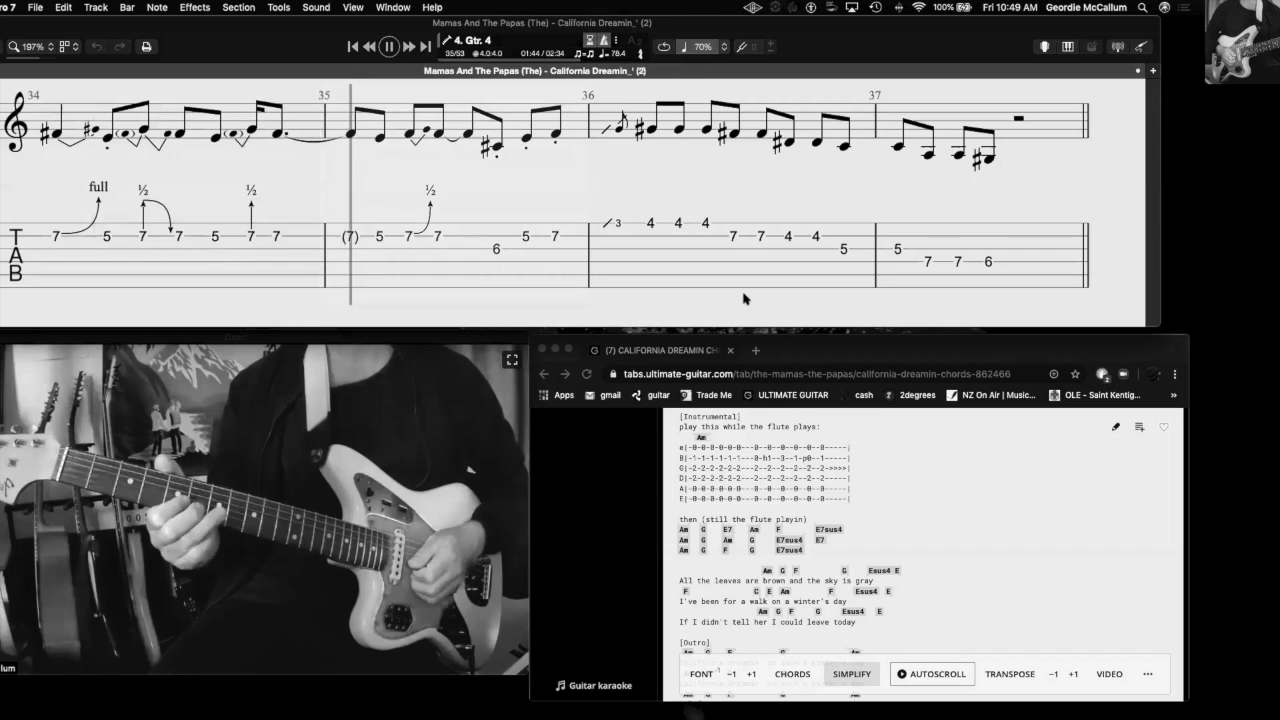 ro 7 File Edit Track Bar Note Effects Section Tools Sound View Window Help 100% Fri 10:49 AM Geordie McCallum
Mamas And The Papas (The) - California Dreamin_' (2)
197% 4. Gtr. 4 70% 0
35/53 4.0:4.0 01:44 / 02:34 78.4
Mamas And The Papas (The) - California Dreamin_' (2)
34 35 36 37
full ½ ½ ½
3 4 4 4
T 7 5 7 7 5 7 7 (7) 5 7 7 5 7 7 7 4 4
A 6 5 5
B 7 7 6
(7) CALIFORNIA DREAMIN CH
tabs.ultimate-guitar.com/tab/the-mamas-the-papas/california-dreamin-chords-862466
Apps gmail guitar Trade Me ULTIMATE GUITAR cash 2degrees NZ On Air | Music... OLE - Saint Kentig... »
[Instrumental]
play this while the flute plays:
Am
e|-0-0-0-0-0-0---0--0--0--0--0-----|
B|-1-1-1-1-1-1---0-h1--3--1-p0--1-----|
G|-2-2-2-2-2-2---2--2--2--2--2--2->>>>|
D|-2-2-2-2-2-2---2--2--2--2--2--2-----|
A|-0-0-0-0-0-0---0--0--0--0--0--0-----|
E|-0-0-0-0-0-0---0--0--0--0--0--0-----|
then (still the flute playin)
Am G E7 Am F E7sus4
Am G Am G E7sus4 E7
Am G F G E7sus4
Am G F G Esus4 E
All the leaves are brown and the sky is gray
F C E Am F Esus4 E
I've been for a walk on a winter's day
Am G F G Esus4 E
If I didn't tell her I could leave today
[Outro]
FONT -1 −1 +1 CHORDS SIMPLIFY AUTOSCROLL TRANSPOSE −1 +1 VIDEO
lum
Guitar karaoke